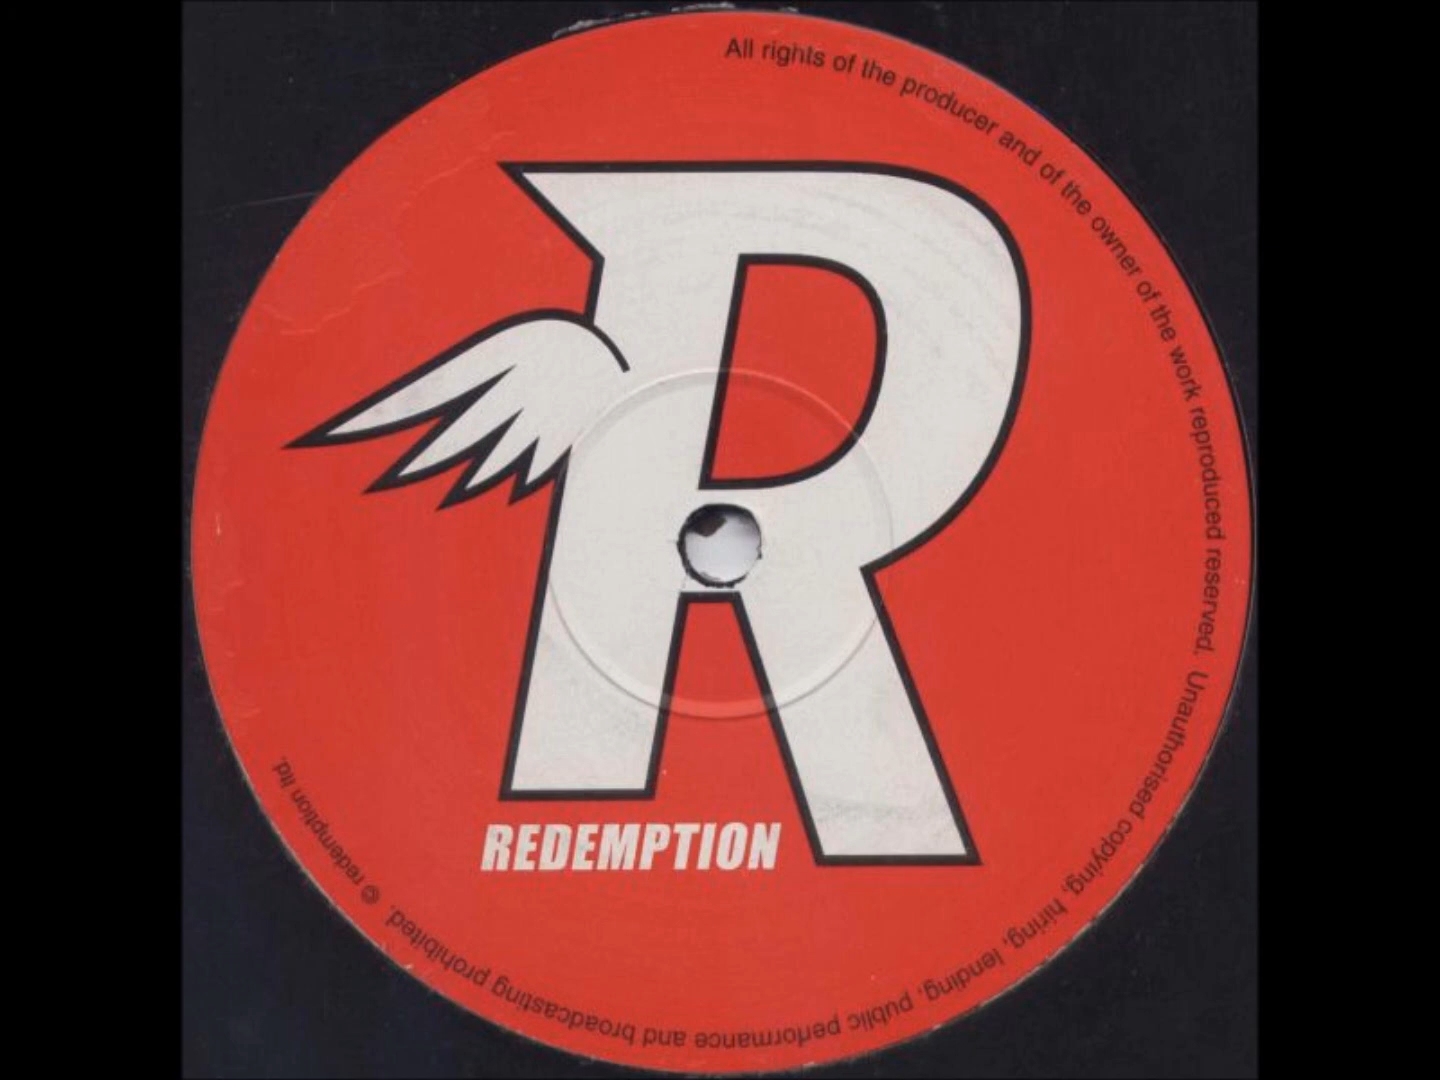 All rights of the producer and of the owner of the work reproduced reserved. Unauthorised copying, hiring, lending, public performance and broadcasting prohibited. © redemption ltd.
R
REDEMPTION